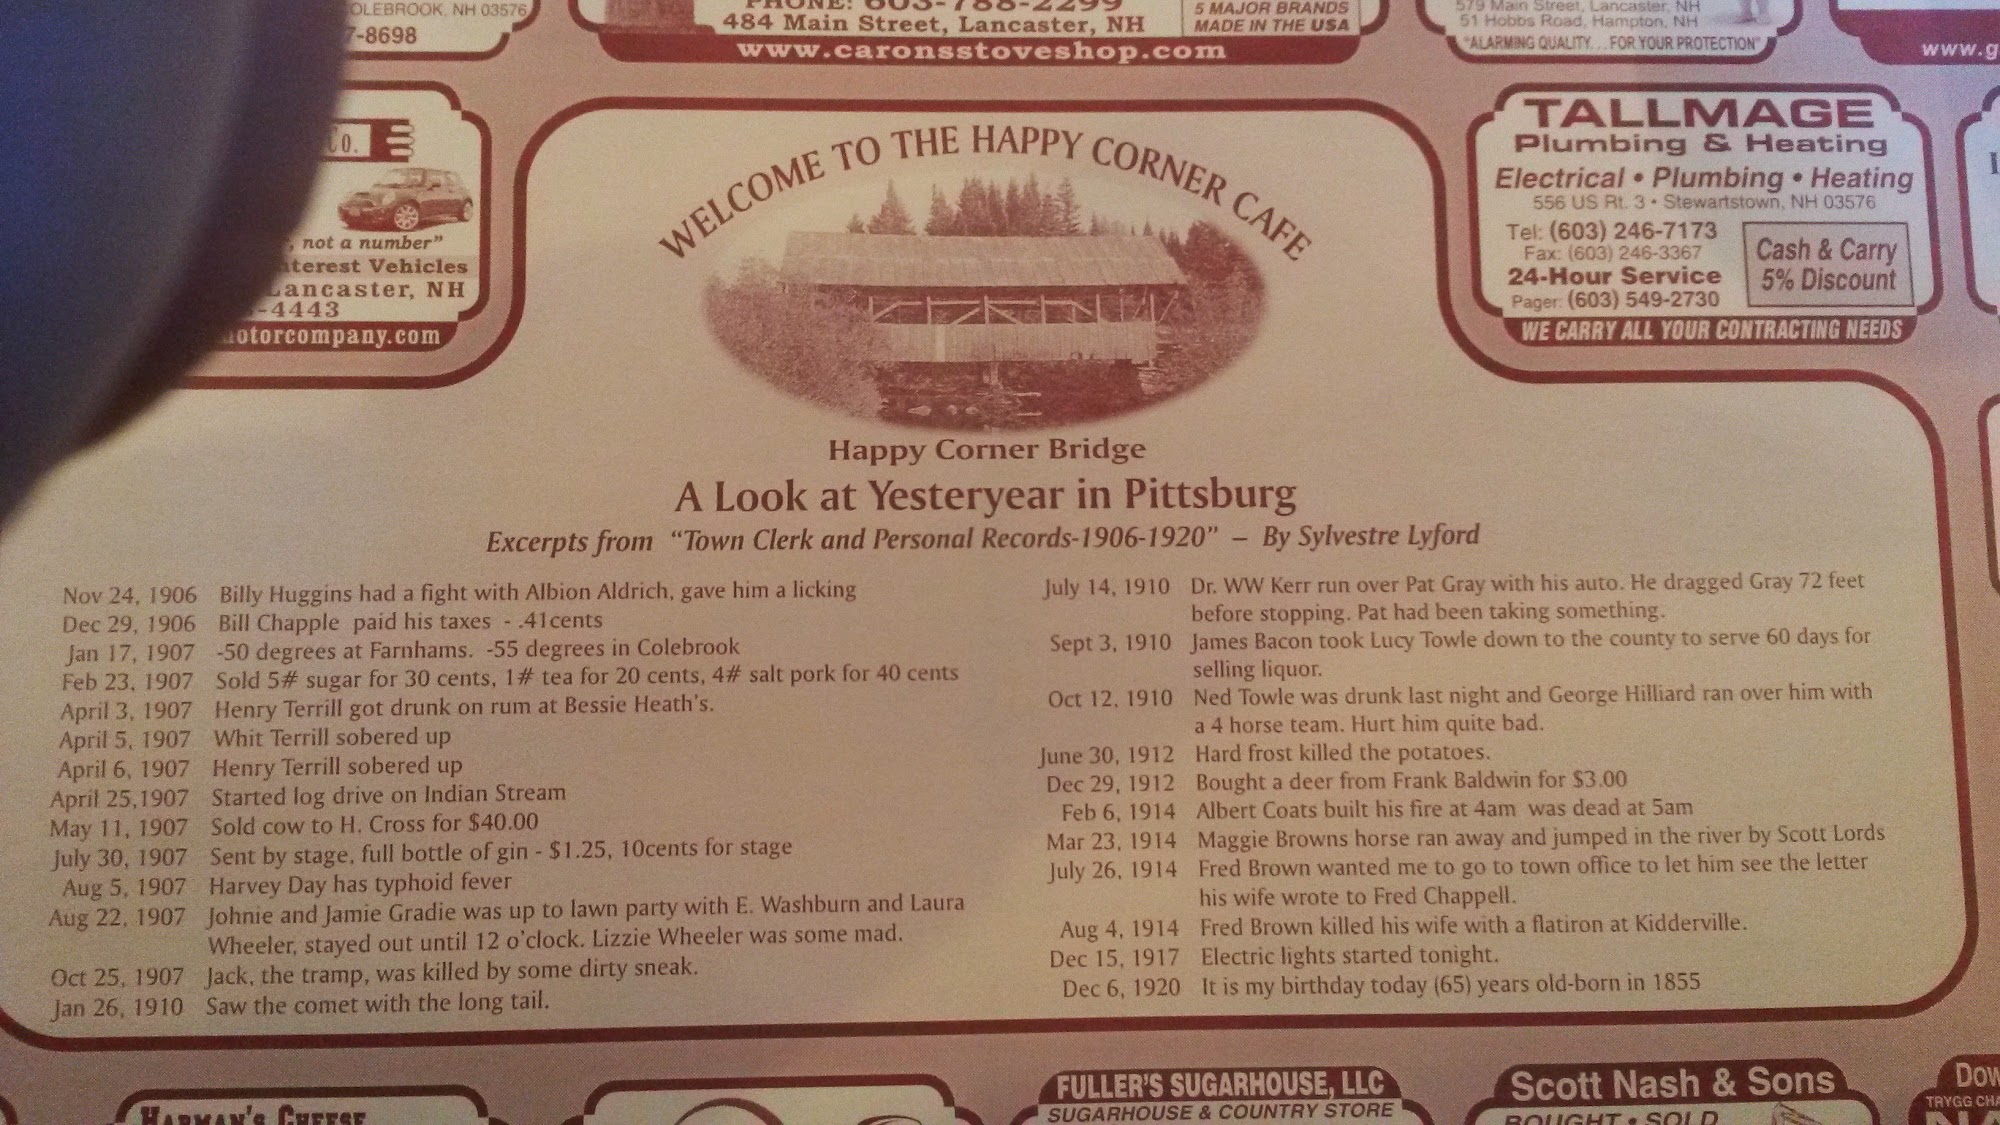 OLEBROOK, NH 03576
7-8698
PHONE: 603-788-2299
484 Main Street, Lancaster, NH
5 MAJOR BRANDS
MADE IN THE USA
www.caronsstoveshop.com
579 Main Street, Lancaster, NH
51 Hobbs Road, Hampton, NH
"ALARMING QUALITY...FOR YOUR PROTECTION"
www.g
Co.
, not a number"
terest Vehicles
Lancaster, NH
-4443
otorcompany.com
WELCOME TO THE HAPPY CORNER CAFE
TALLMAGE
Plumbing & Heating
Electrical • Plumbing • Heating
556 US Rt. 3 • Stewartstown, NH 03576
Tel: (603) 246-7173
Fax: (603) 246-3367
24-Hour Service
Pager: (603) 549-2730
Cash & Carry
5% Discount
WE CARRY ALL YOUR CONTRACTING NEEDS
Happy Corner Bridge
A Look at Yesteryear in Pittsburg
Excerpts from "Town Clerk and Personal Records-1906-1920" – By Sylvestre Lyford
Nov 24, 1906 Billy Huggins had a fight with Albion Aldrich, gave him a licking
Dec 29, 1906 Bill Chapple paid his taxes - .41cents
Jan 17, 1907 -50 degrees at Farnhams. -55 degrees in Colebrook
Feb 23, 1907 Sold 5# sugar for 30 cents, 1# tea for 20 cents, 4# salt pork for 40 cents
April 3, 1907 Henry Terrill got drunk on rum at Bessie Heath's.
April 5, 1907 Whit Terrill sobered up
April 6, 1907 Henry Terrill sobered up
April 25,1907 Started log drive on Indian Stream
May 11, 1907 Sold cow to H. Cross for $40.00
July 30, 1907 Sent by stage, full bottle of gin - $1.25, 10cents for stage
Aug 5, 1907 Harvey Day has typhoid fever
Aug 22, 1907 Johnie and Jamie Gradie was up to lawn party with E. Washburn and Laura
Wheeler, stayed out until 12 o'clock. Lizzie Wheeler was some mad.
Oct 25, 1907 Jack, the tramp, was killed by some dirty sneak.
Jan 26, 1910 Saw the comet with the long tail.
July 14, 1910 Dr. WW Kerr run over Pat Gray with his auto. He dragged Gray 72 feet
before stopping. Pat had been taking something.
Sept 3, 1910 James Bacon took Lucy Towle down to the county to serve 60 days for
selling liquor.
Oct 12, 1910 Ned Towle was drunk last night and George Hilliard ran over him with
a 4 horse team. Hurt him quite bad.
June 30, 1912 Hard frost killed the potatoes.
Dec 29, 1912 Bought a deer from Frank Baldwin for $3.00
Feb 6, 1914 Albert Coats built his fire at 4am was dead at 5am
Mar 23, 1914 Maggie Browns horse ran away and jumped in the river by Scott Lords
July 26, 1914 Fred Brown wanted me to go to town office to let him see the letter
his wife wrote to Fred Chappell.
Aug 4, 1914 Fred Brown killed his wife with a flatiron at Kidderville.
Dec 15, 1917 Electric lights started tonight.
Dec 6, 1920 It is my birthday today (65) years old-born in 1855
HARMAN'S CHEESE
FULLER'S SUGARHOUSE, LLC
SUGARHOUSE & COUNTRY STORE
Scott Nash & Sons
BOUGHT • SOLD
DOW
TRYGG CHA